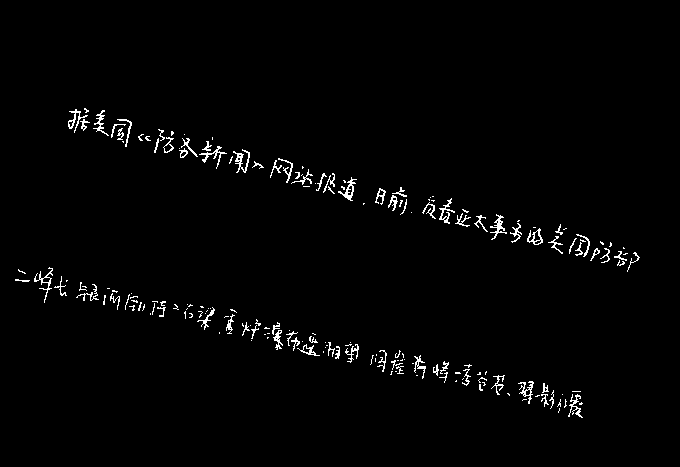 据美国《防务新闻》网站报道,日前,负责亚太事务的美国防部
二峰长 银河倒挂三石梁,香炉瀑布遥相望,回崖沓嶂凌苍苍、翠影红霞